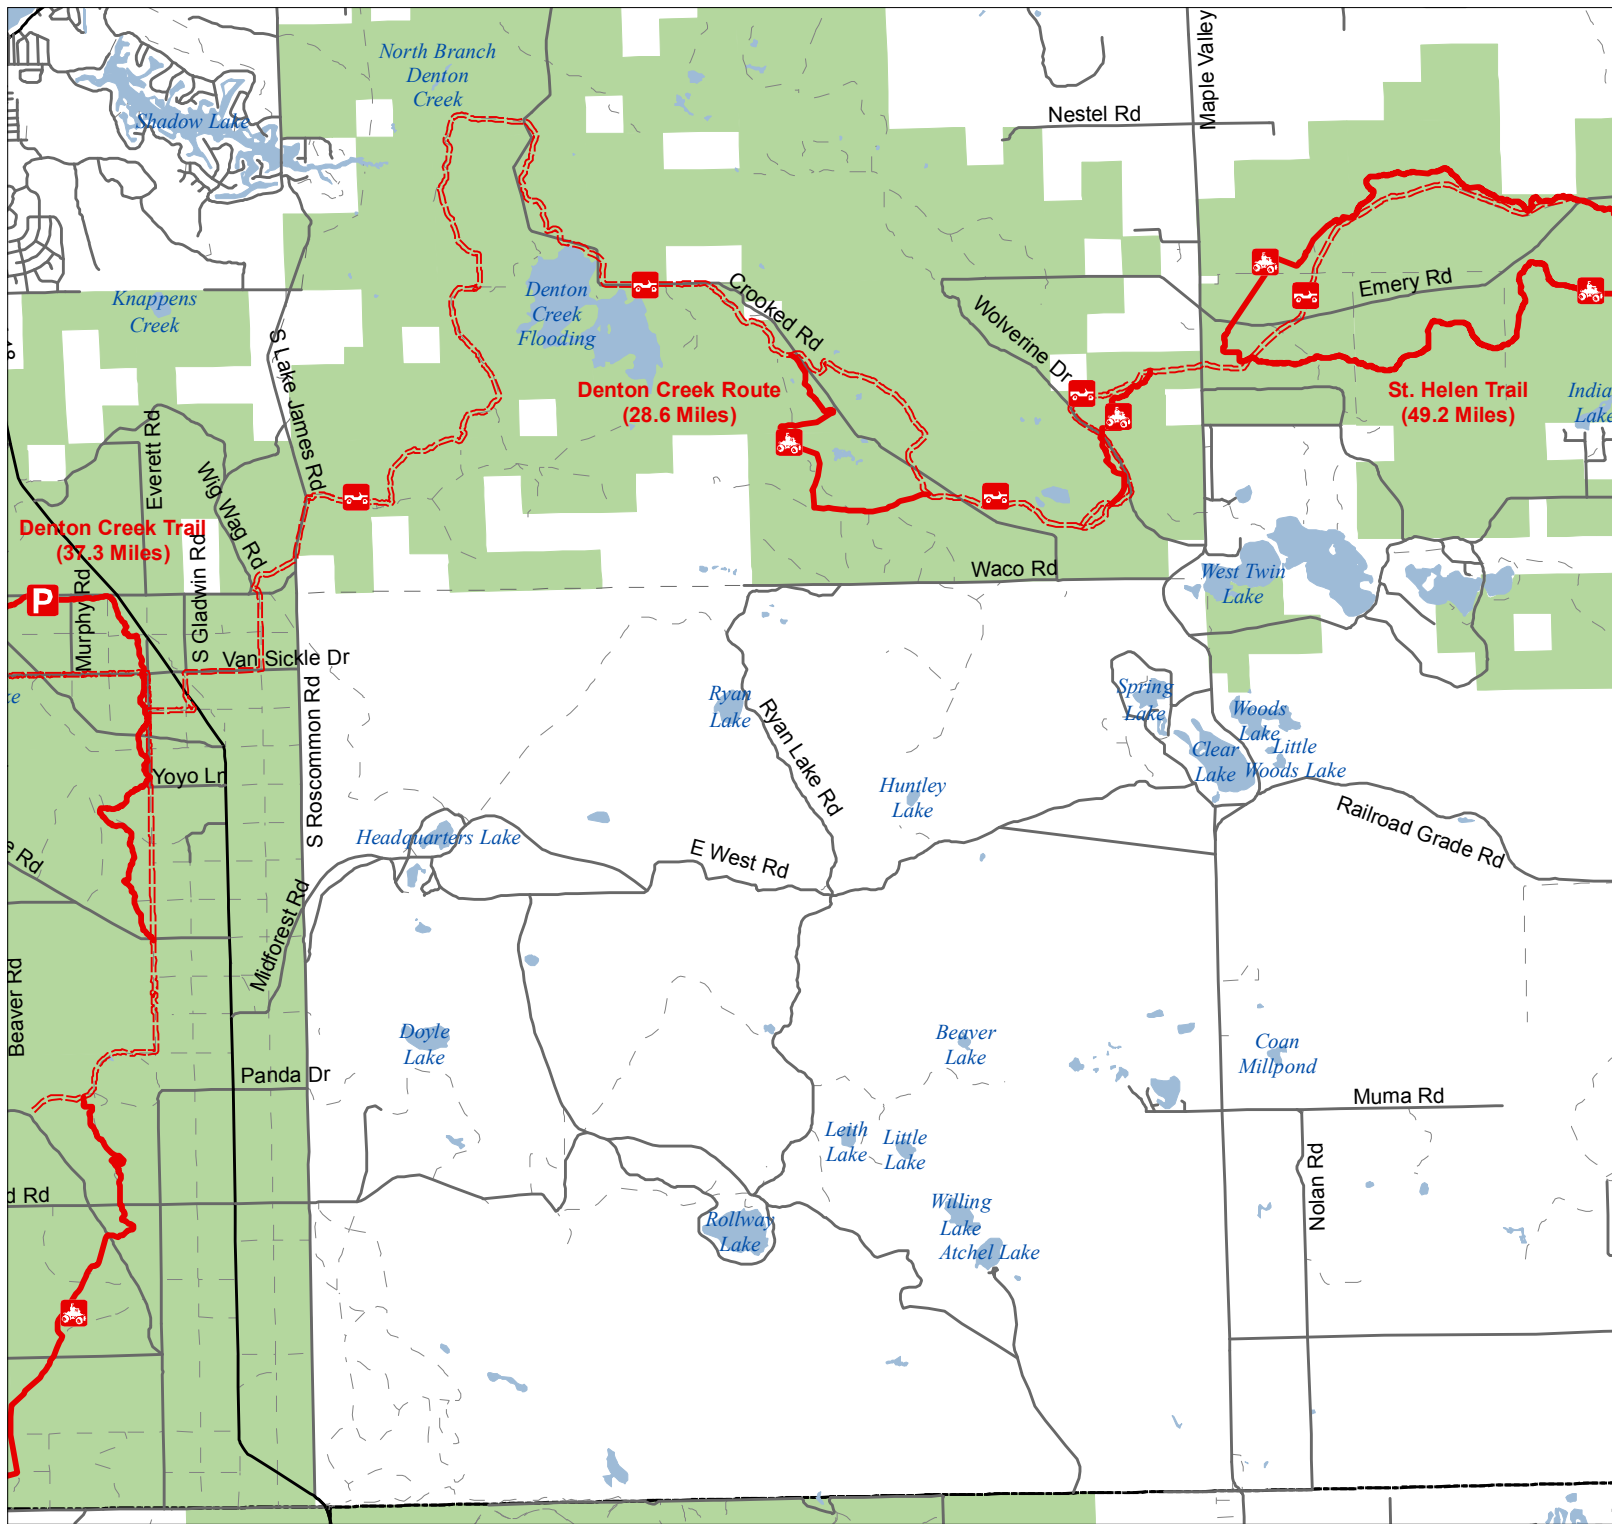 North Branch
Denton
Creek
Maple Valley
Nestel Rd
Shadow Lake
Knappens
Creek
Denton
Creek
Flooding
Crooked Rd
Wolverine Dr
Emery Rd
S Lake James Rd
Denton Creek Route
(28.6 Miles)
St. Helen Trail
(49.2 Miles)
India
Lake
Everett Rd
Wig Wag Rd
Denton Creek Trail
(37.3 Miles)
S Gladwin Rd
Murphy Rd
P
Waco Rd
West Twin
Lake
Van Sickle Dr
ke
S Roscommon Rd
Ryan
Lake
Ryan Lake Rd
Spring
Lake
Woods
Lake
Little
Woods Lake
Clear
Lake
Yoyo Ln
Huntley
Lake
Railroad Grade Rd
Headquarters Lake
E West Rd
e Rd
Midforest Rd
Beaver Rd
Doyle
Lake
Beaver
Lake
Coan
Millpond
Panda Dr
Muma Rd
Leith
Lake
Little
Lake
Nolan Rd
d Rd
Willing
Lake
Rollway
Lake
Atchel Lake